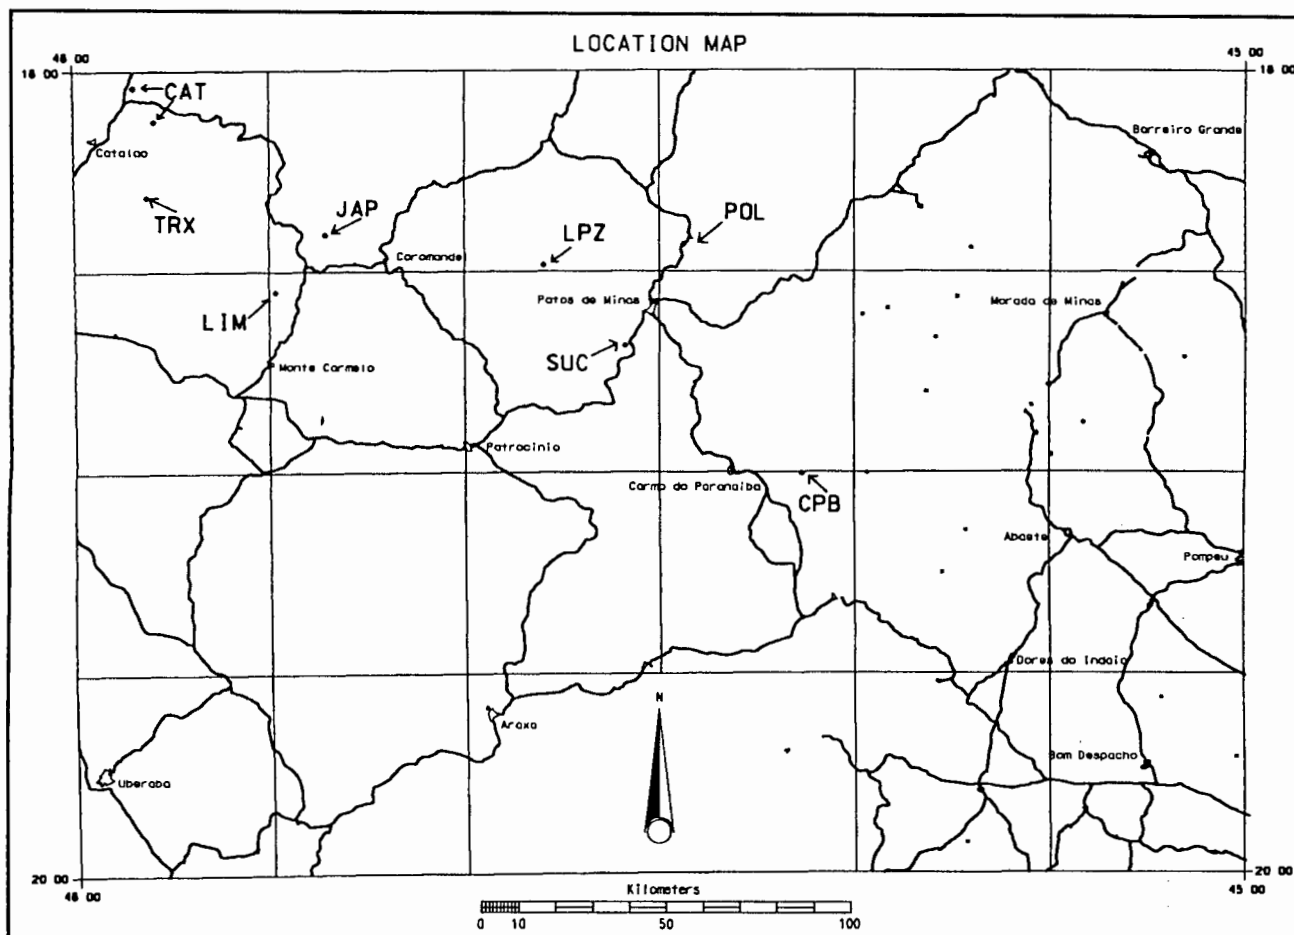 LOCATION MAP
48 00
45 00
18 00
18 00
CAT
Barreiro Grande
Catalao
TRX
JAP
LPZ
POL
Coromandel
Patos de Minas
Morada de Minas
LIM
SUC
Monte Carmelo
Patrocinio
Carmo do Paranaiba
CPB
Abaete
Pompeu
Dores do Indaia
N
Araxa
Bom Despacho
Uberaba
20 00
20 00
48 00
45 00
Kilometers
0 10 50 100